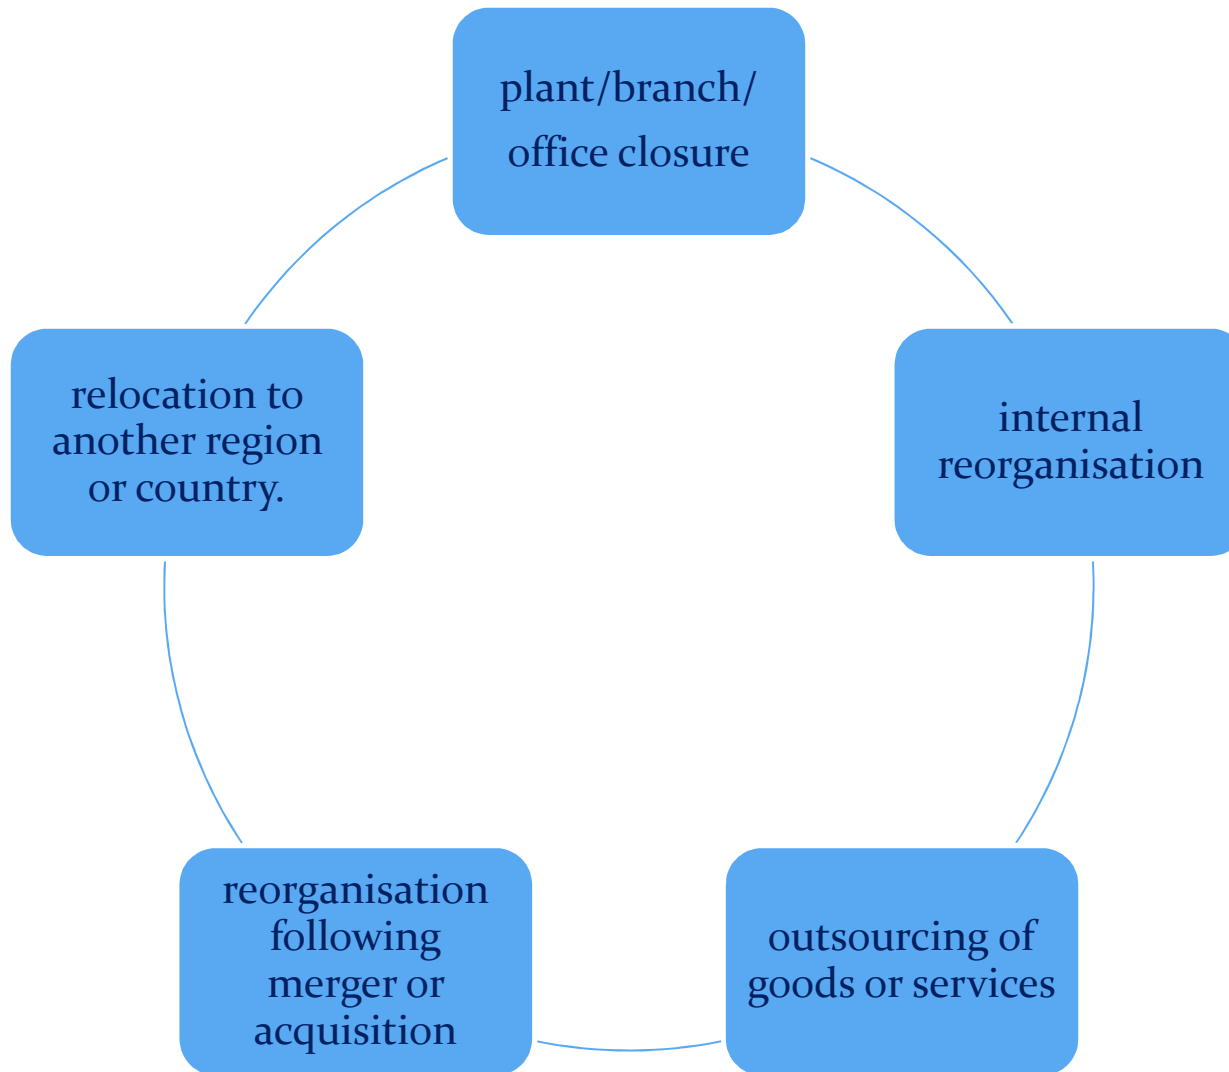 plant/branch/
office closure
internal
reorganisation
outsourcing of
goods or services
reorganisation
following
merger or
acquisition
relocation to
another region
or country.